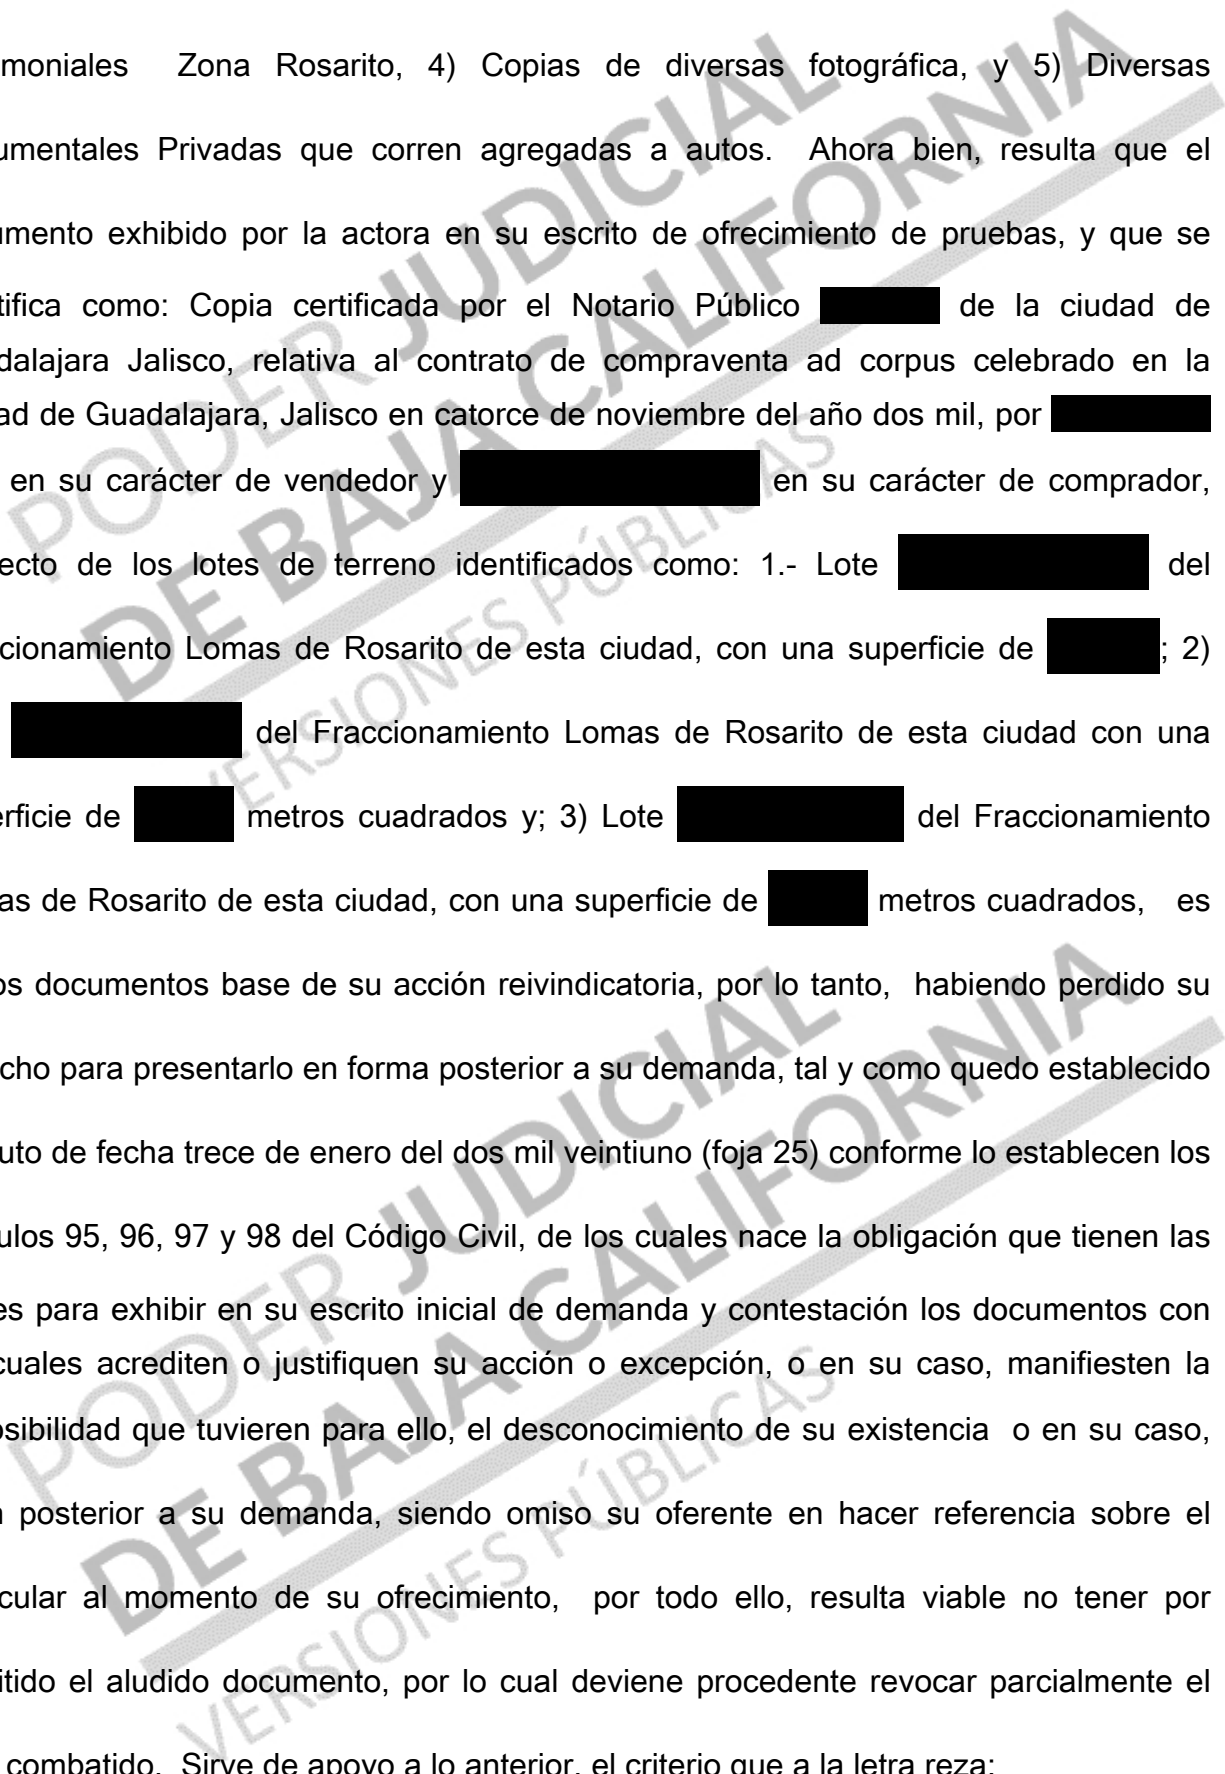 moniales Zona Rosarito, 4) Copias de diversas fotográfica, y 5) Diversas
umentales Privadas que corren agregadas a autos. Ahora bien, resulta que el
umento exhibido por la actora en su escrito de ofrecimiento de pruebas, y que se
tifica como: Copia certificada por el Notario Público de la ciudad de
dalajara Jalisco, relativa al contrato de compraventa ad corpus celebrado en la
ad de Guadalajara, Jalisco en catorce de noviembre del año dos mil, por
en su carácter de vendedor y en su carácter de comprador,
ecto de los lotes de terreno identificados como: 1.- Lote del
cionamiento Lomas de Rosarito de esta ciudad, con una superficie de ; 2)
del Fraccionamiento Lomas de Rosarito de esta ciudad con una
erficie de metros cuadrados y; 3) Lote del Fraccionamiento
as de Rosarito de esta ciudad, con una superficie de metros cuadrados, es
os documentos base de su acción reivindicatoria, por lo tanto, habiendo perdido su
cho para presentarlo en forma posterior a su demanda, tal y como quedo establecido
uto de fecha trece de enero del dos mil veintiuno (foja 25) conforme lo establecen los
ulos 95, 96, 97 y 98 del Código Civil, de los cuales nace la obligación que tienen las
es para exhibir en su escrito inicial de demanda y contestación los documentos con
cuales acrediten o justifiquen su acción o excepción, o en su caso, manifiesten la
osibilidad que tuvieren para ello, el desconocimiento de su existencia o en su caso,
n posterior a su demanda, siendo omiso su oferente en hacer referencia sobre el
cular al momento de su ofrecimiento, por todo ello, resulta viable no tener por
itido el aludido documento, por lo cual deviene procedente revocar parcialmente el
combatido. Sirve de apoyo a lo anterior, el criterio que a la letra reza:
PODER JUDICIAL
DE BAJA CALIFORNIA
VERSIONES PÚBLICAS
PODER JUDICIAL
DE BAJA CALIFORNIA
VERSIONES PÚBLICAS